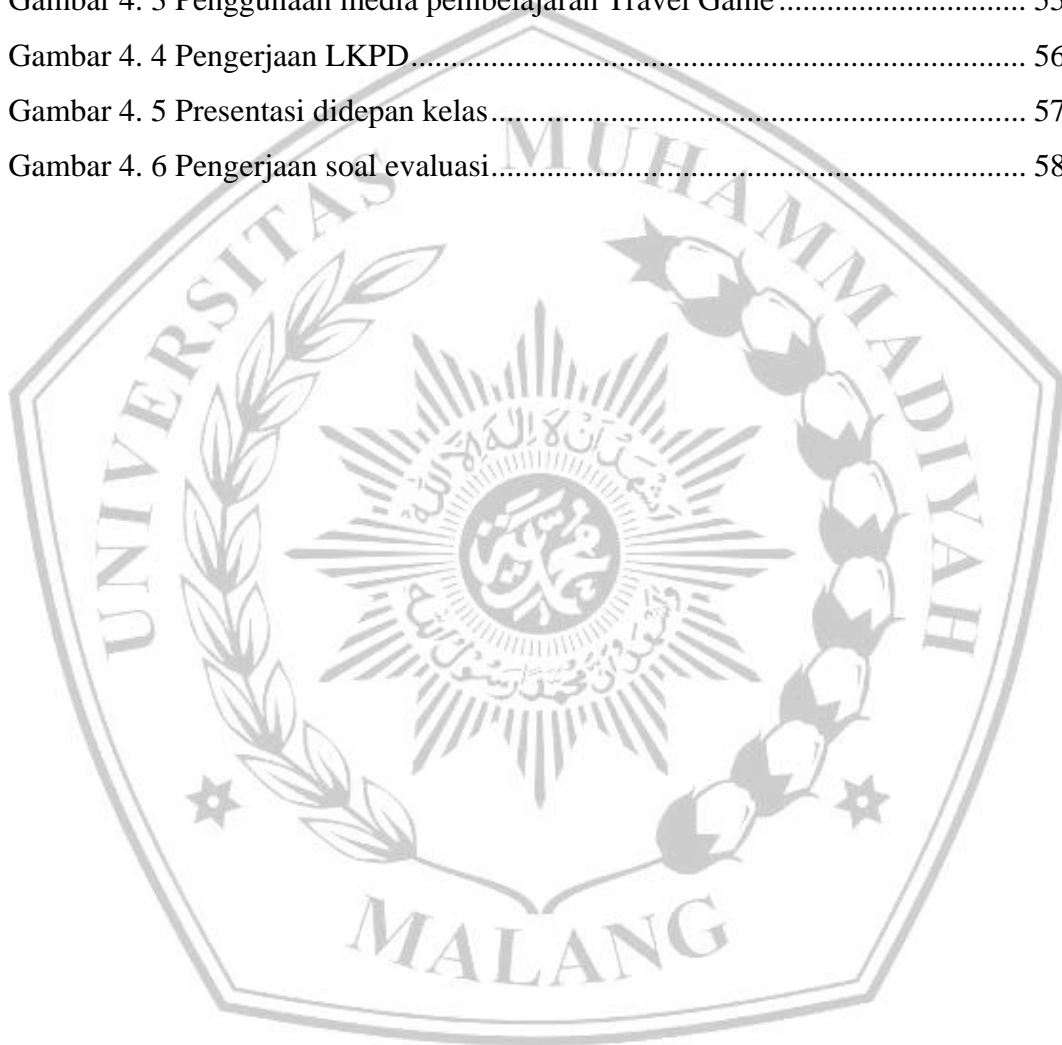 Gambar 4. 3 Penggunaan media pembelajaran Travel Game............................ 55
Gambar 4. 4 Pengerjaan LKPD......................................................................... 56
Gambar 4. 5 Presentasi didepan kelas............................................................... 57
Gambar 4. 6 Pengerjaan soal evaluasi............................................................... 58
UNIVERSITAS MUHAMMADIYAH
MALANG